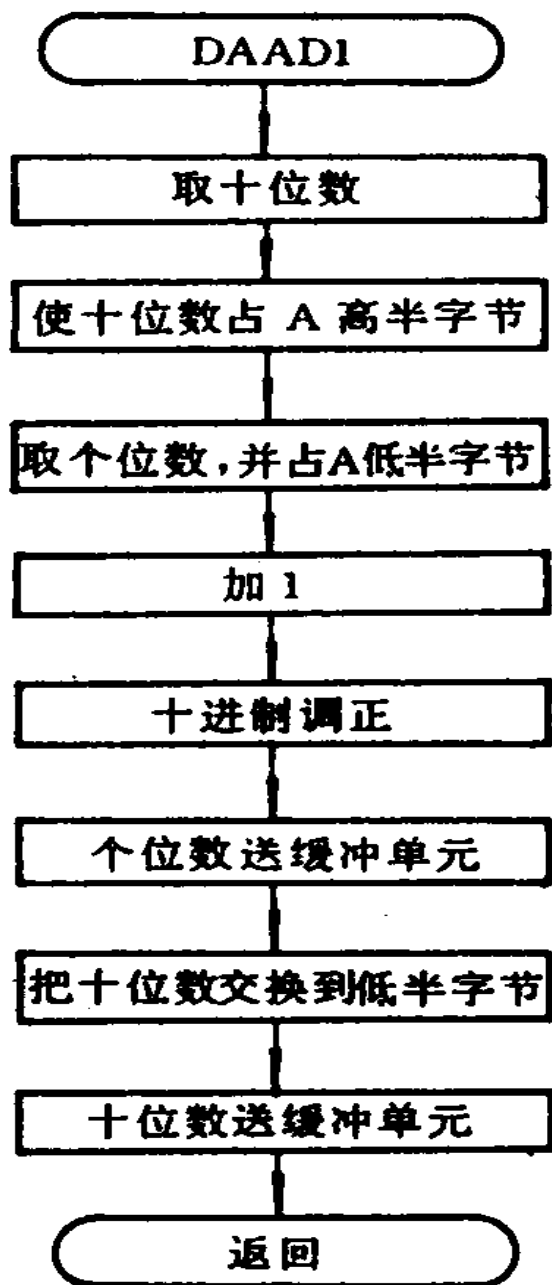 DAAD1
取十位数
使十位数占 A 高半字节
取个位数,并占A低半字节
加 1
十进制调正
个位数送缓冲单元
把十位数交换到低半字节
十位数送缓冲单元
返回